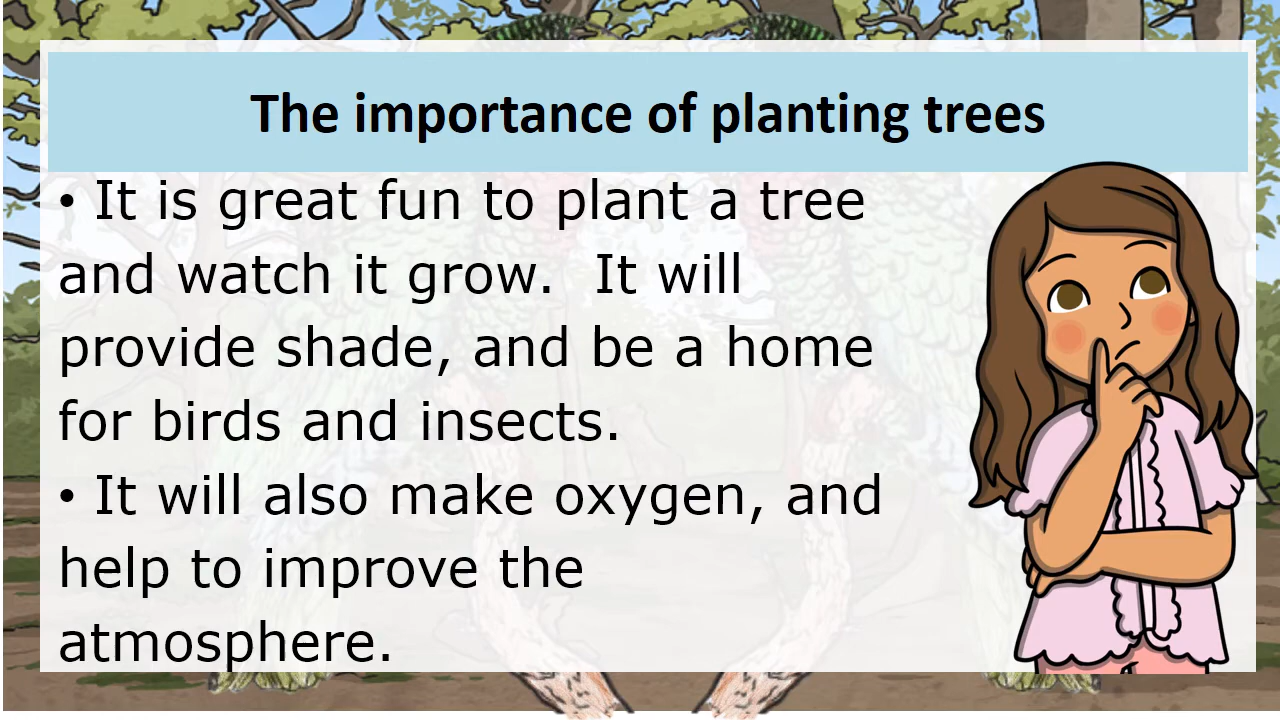 The importance of planting trees
• It is great fun to plant a tree
and watch it grow.  It will
provide shade, and be a home
for birds and insects.
• It will also make oxygen, and
help to improve the
atmosphere.